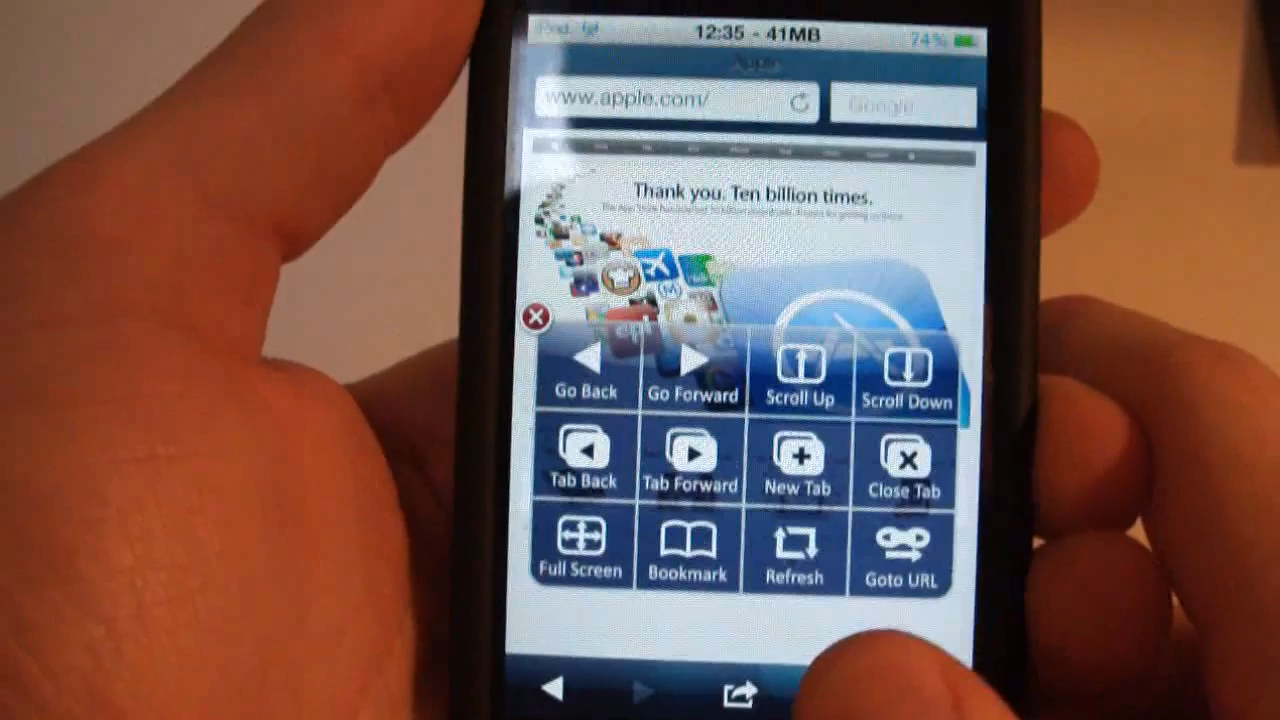 iPod 12:35 - 41MB 74%
Apple
www.apple.com/ Google
Thank you. Ten billion times.
Go Back Go Forward Scroll Up Scroll Down
Tab Back Tab Forward New Tab Close Tab
Full Screen Bookmark Refresh Goto URL